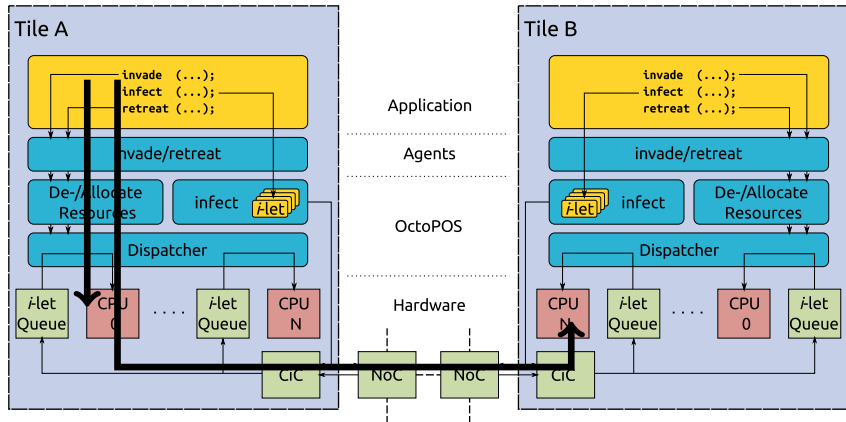 Tile A
invade (...);
infect (...);
retreat (...);
invade/retreat
De-/Allocate
Resources
infect
i-let
Dispatcher
i-let
Queue
CPU
0
. . . .
i-let
Queue
CPU
N
CiC
Application
Agents
OctoPOS
Hardware
NoC
NoC
Tile B
invade (...);
infect (...);
retreat (...);
invade/retreat
i-let
infect
De-/Allocate
Resources
Dispatcher
CPU
N
i-let
Queue
. . . .
CPU
0
i-let
Queue
CiC